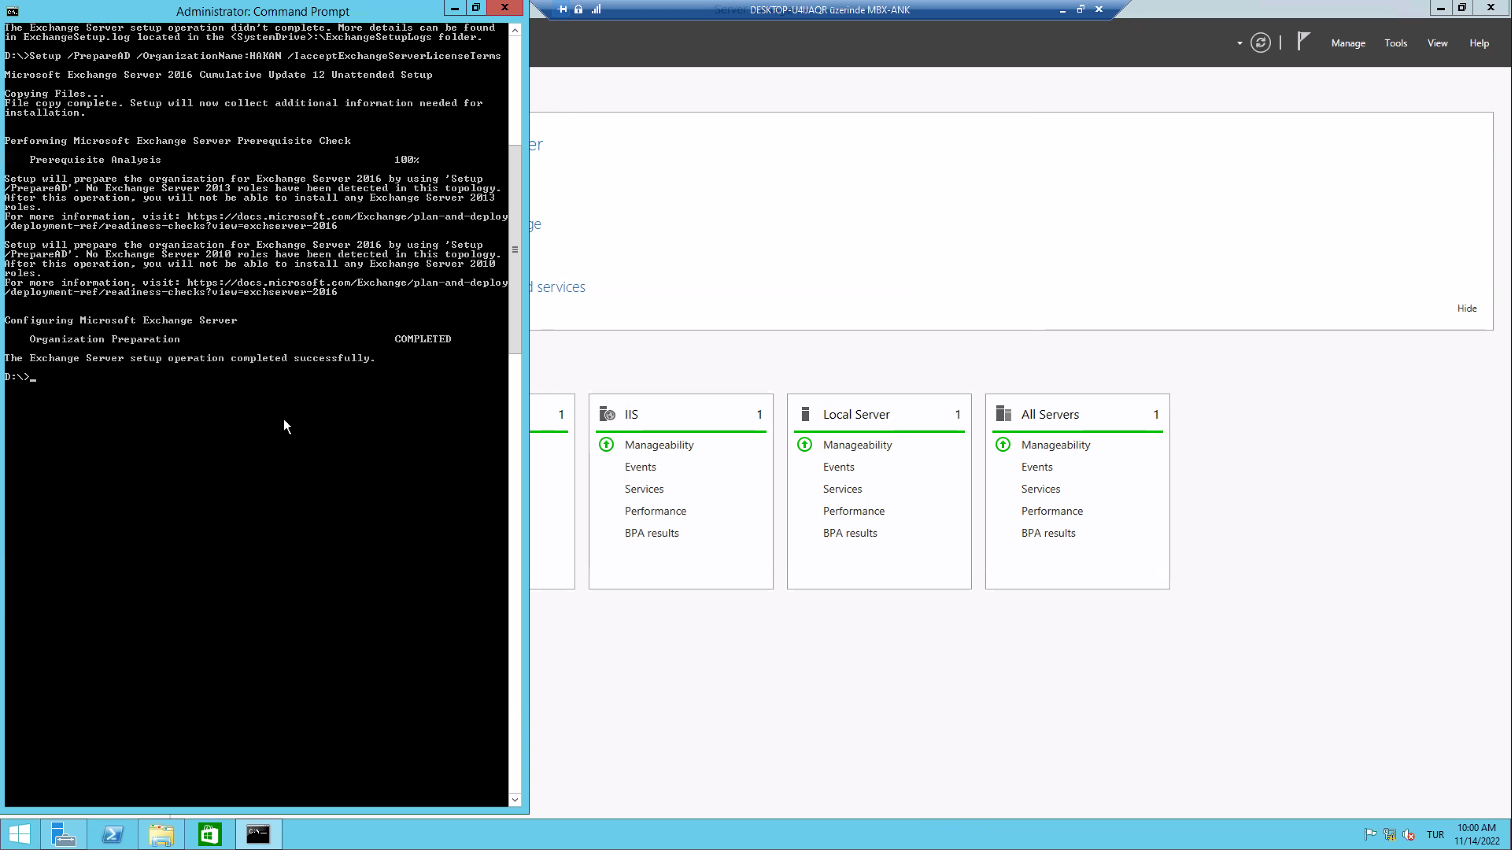 Administrator: Command Prompt
The Exchange Server setup operation didn't complete. More details can be found
in ExchangeSetup.log located in the <SystemDrive>:\ExchangeSetupLogs folder.
D:\>Setup /PrepareAD /OrganizationName:HAKAN /IacceptExchangeServerLicenseTerms
Microsoft Exchange Server 2016 Cumulative Update 12 Unattended Setup
Copying Files...
File copy complete. Setup will now collect additional information needed for
installation.
Performing Microsoft Exchange Server Prerequisite Check
Prerequisite Analysis 100%
Setup will prepare the organization for Exchange Server 2016 by using 'Setup
/PrepareAD'. No Exchange Server 2013 roles have been detected in this topology.
After this operation, you will not be able to install any Exchange Server 2013
roles.
For more information, visit: https://docs.microsoft.com/Exchange/plan-and-deploy
/deployment-ref/readiness-checks?view=exchserver-2016
Setup will prepare the organization for Exchange Server 2016 by using 'Setup
/PrepareAD'. No Exchange Server 2010 roles have been detected in this topology.
After this operation, you will not be able to install any Exchange Server 2010
roles.
For more information, visit: https://docs.microsoft.com/Exchange/plan-and-deploy
/deployment-ref/readiness-checks?view=exchserver-2016
Configuring Microsoft Exchange Server
Organization Preparation COMPLETED
The Exchange Server setup operation completed successfully.
D:\>_
DESKTOP-U4IJAQR üzerinde MBX-ANK
Manage Tools View Help
er
ge
d services
Hide
1
IIS 1
Manageability
Events
Services
Performance
BPA results
Local Server 1
Manageability
Events
Services
Performance
BPA results
All Servers 1
Manageability
Events
Services
Performance
BPA results
TUR
10:00 AM
11/14/2022